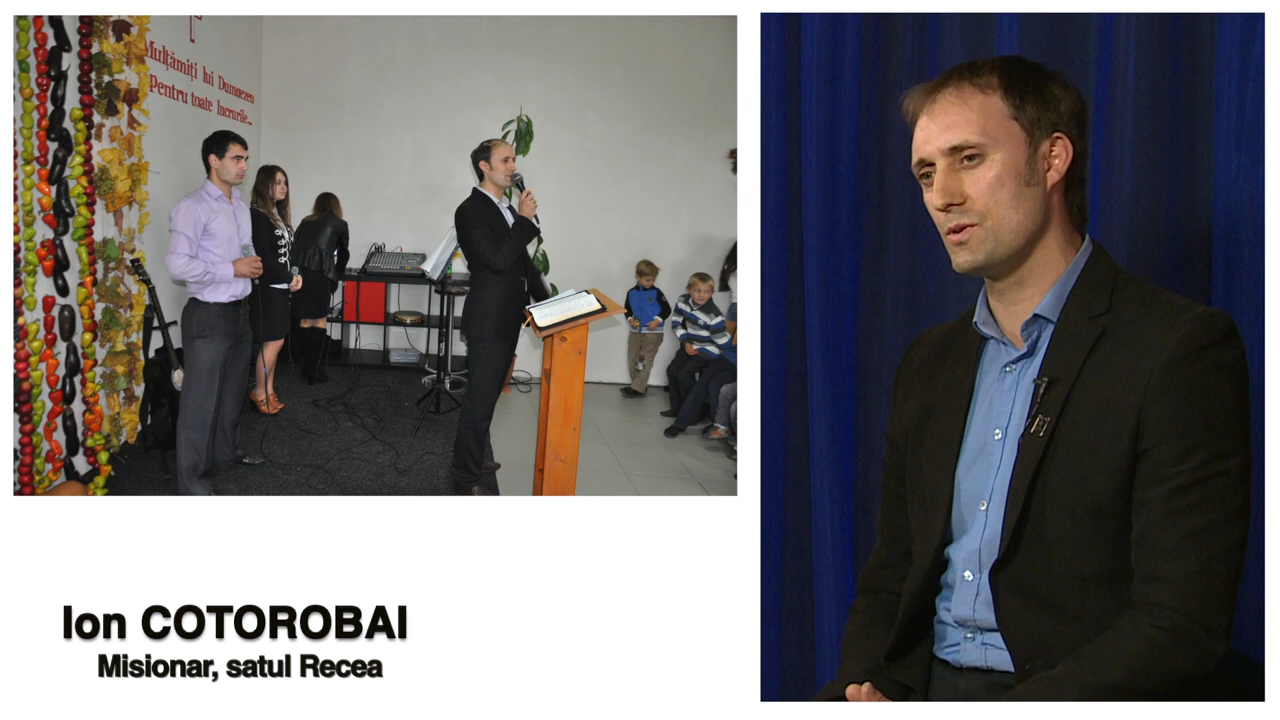 Mulțămiți lui Dumnezeu
Pentru toate lucrurile...
Ion COTOROBAI
Misionar, satul Recea